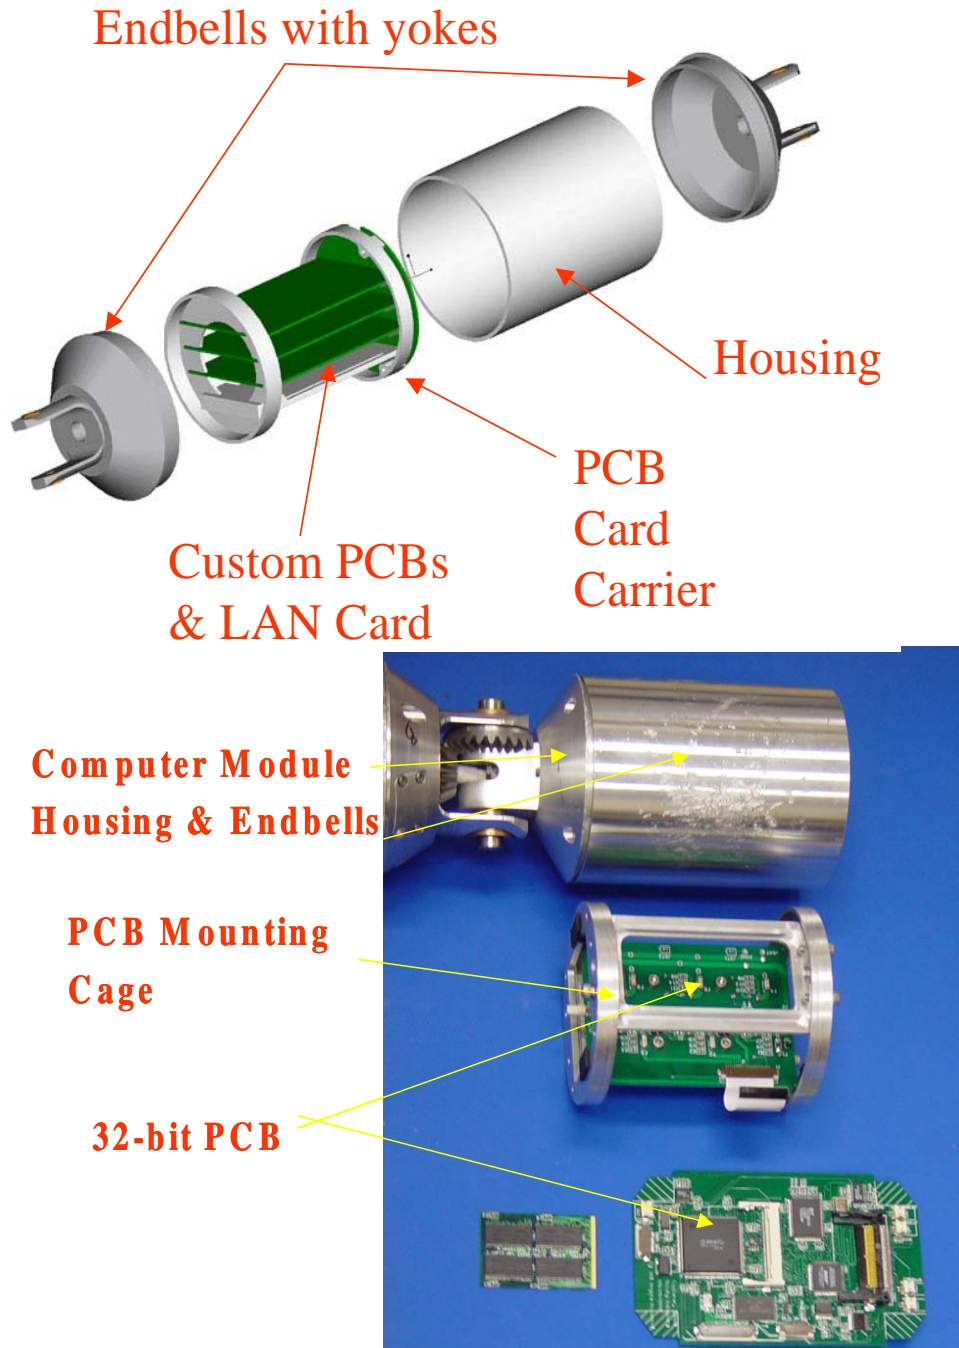 Endbells with yokes
Housing
PCB
Card
Carrier
Custom PCBs
& LAN Card
Computer Module
Housing & Endbells
PCB Mounting
Cage
32-bit PCB